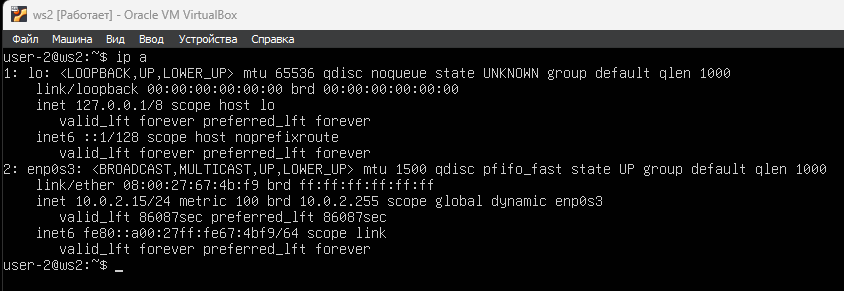 ws2 [Работает] - Oracle VM VirtualBox
Файл Машина Вид Ввод Устройства Справка
user-2@ws2:~$ ip a
1: lo: <LOOPBACK,UP,LOWER_UP> mtu 65536 qdisc noqueue state UNKNOWN group default qlen 1000
    link/loopback 00:00:00:00:00:00 brd 00:00:00:00:00:00
    inet 127.0.0.1/8 scope host lo
       valid_lft forever preferred_lft forever
    inet6 ::1/128 scope host noprefixroute
       valid_lft forever preferred_lft forever
2: enp0s3: <BROADCAST,MULTICAST,UP,LOWER_UP> mtu 1500 qdisc pfifo_fast state UP group default qlen 1000
    link/ether 08:00:27:67:4b:f9 brd ff:ff:ff:ff:ff:ff
    inet 10.0.2.15/24 metric 100 brd 10.0.2.255 scope global dynamic enp0s3
       valid_lft 86087sec preferred_lft 86087sec
    inet6 fe80::a00:27ff:fe67:4bf9/64 scope link
       valid_lft forever preferred_lft forever
user-2@ws2:~$ _